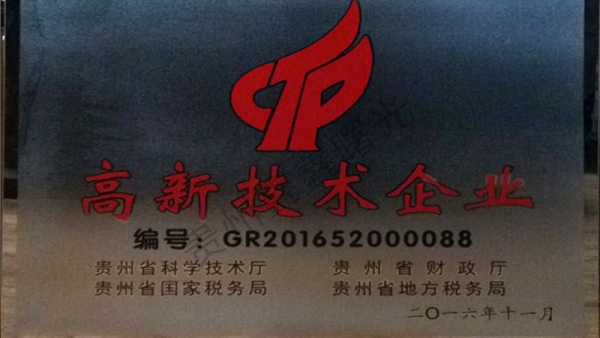 高新技术企业
编号：GR201652000088
贵州省科学技术厅 贵州省财政厅
贵州省国家税务局 贵州省地方税务局
二〇一六年十一月